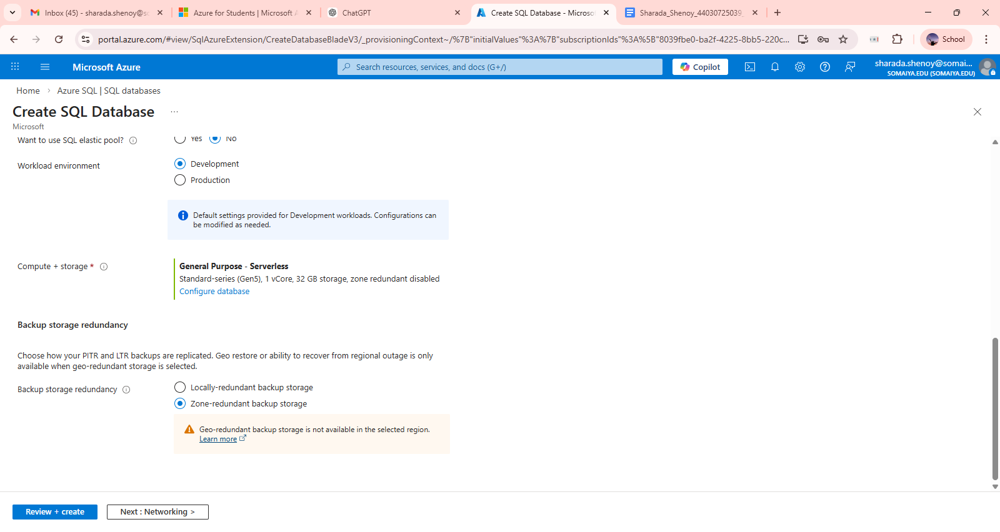 Inbox (45) - sharada.shenoy@so
Azure for Students | Microsoft A
ChatGPT
Create SQL Database - Microsof
Sharada_Shenoy_44030725039_
portal.azure.com/#view/SqlAzureExtension/CreateDatabaseBladeV3/_provisioningContext~/%7B"initialValues"%3A%7B"subscriptionIds"%3A%5B"8039fbe0-ba2f-4225-8bb5-220c...
School
Microsoft Azure
Search resources, services, and docs (G+/)
Copilot
sharada.shenoy@somai...
SOMAIYA.EDU (SOMAIYA.EDU)
Home > Azure SQL | SQL databases
Create SQL Database ...
Microsoft
Want to use SQL elastic pool? Yes No
Workload environment
Development
Production
Default settings provided for Development workloads. Configurations can
be modified as needed.
Compute + storage *
General Purpose - Serverless
Standard-series (Gen5), 1 vCore, 32 GB storage, zone redundant disabled
Configure database
Backup storage redundancy
Choose how your PITR and LTR backups are replicated. Geo restore or ability to recover from regional outage is only
available when geo-redundant storage is selected.
Backup storage redundancy
Locally-redundant backup storage
Zone-redundant backup storage
Geo-redundant backup storage is not available in the selected region.
Learn more
Review + create
Next : Networking >